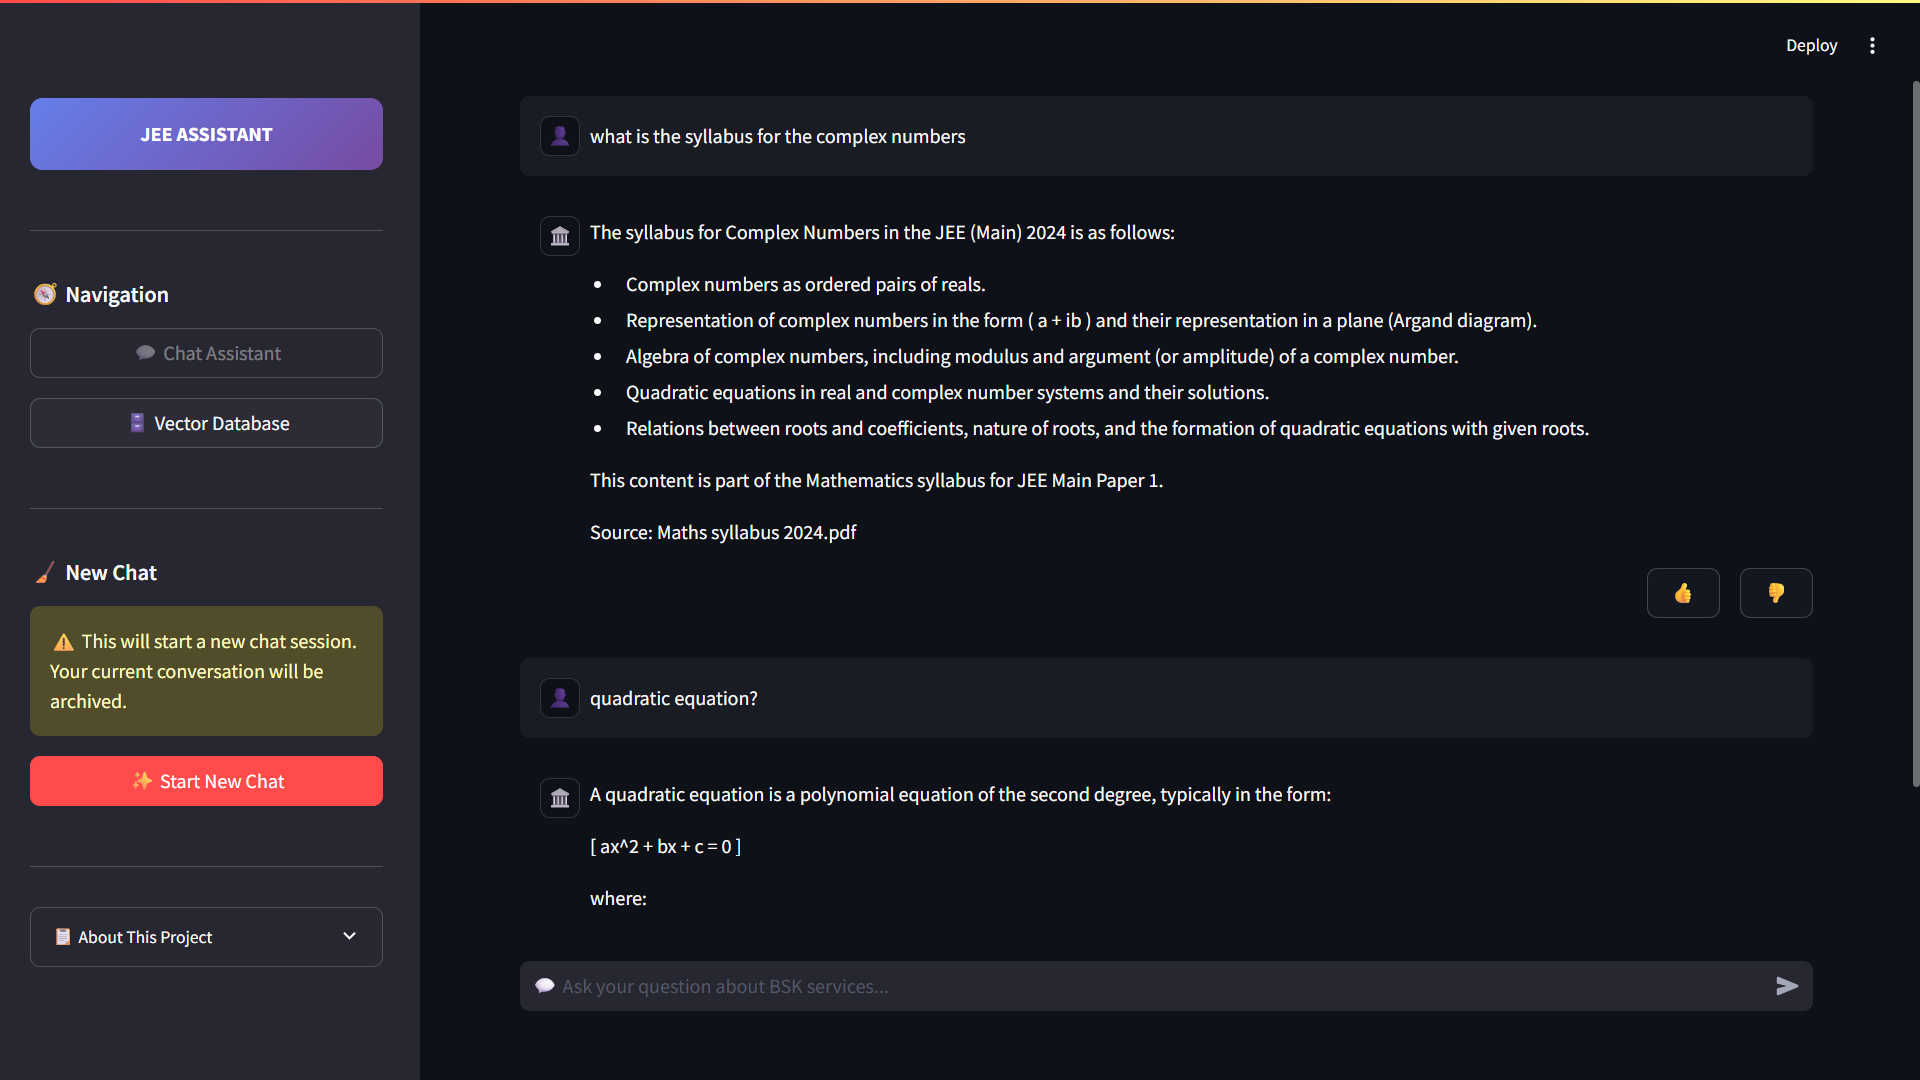 Deploy
JEE ASSISTANT
Navigation
Chat Assistant
Vector Database
New Chat
This will start a new chat session.
Your current conversation will be
archived.
Start New Chat
About This Project
what is the syllabus for the complex numbers
The syllabus for Complex Numbers in the JEE (Main) 2024 is as follows:
• Complex numbers as ordered pairs of reals.
• Representation of complex numbers in the form ( a + ib ) and their representation in a plane (Argand diagram).
• Algebra of complex numbers, including modulus and argument (or amplitude) of a complex number.
• Quadratic equations in real and complex number systems and their solutions.
• Relations between roots and coefficients, nature of roots, and the formation of quadratic equations with given roots.
This content is part of the Mathematics syllabus for JEE Main Paper 1.
Source: Maths syllabus 2024.pdf
quadratic equation?
A quadratic equation is a polynomial equation of the second degree, typically in the form:
[ ax^2 + bx + c = 0 ]
where:
Ask your question about BSK services...